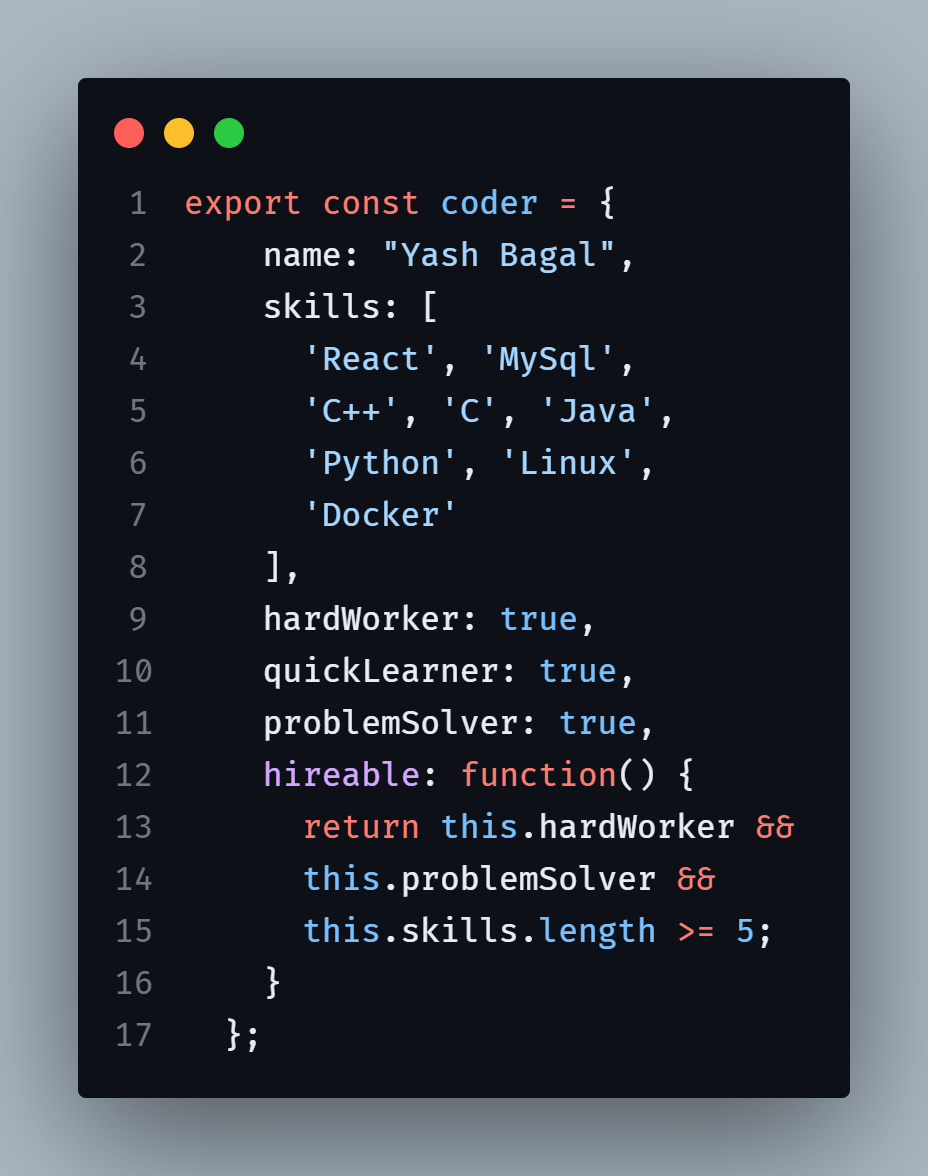 1 export const coder = {
2     name: "Yash Bagal",
3     skills: [
4       'React', 'MySql',
5       'C++', 'C', 'Java',
6       'Python', 'Linux',
7       'Docker'
8     ],
9     hardWorker: true,
10     quickLearner: true,
11     problemSolver: true,
12     hireable: function() {
13       return this.hardWorker &&
14       this.problemSolver &&
15       this.skills.length >= 5;
16     }
17   };